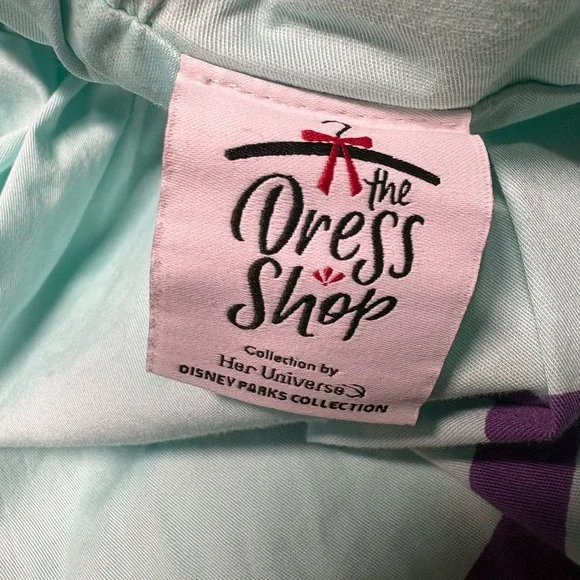 the
Dress
Shop
Collection by
Her Universe
DISNEY PARKS COLLECTION